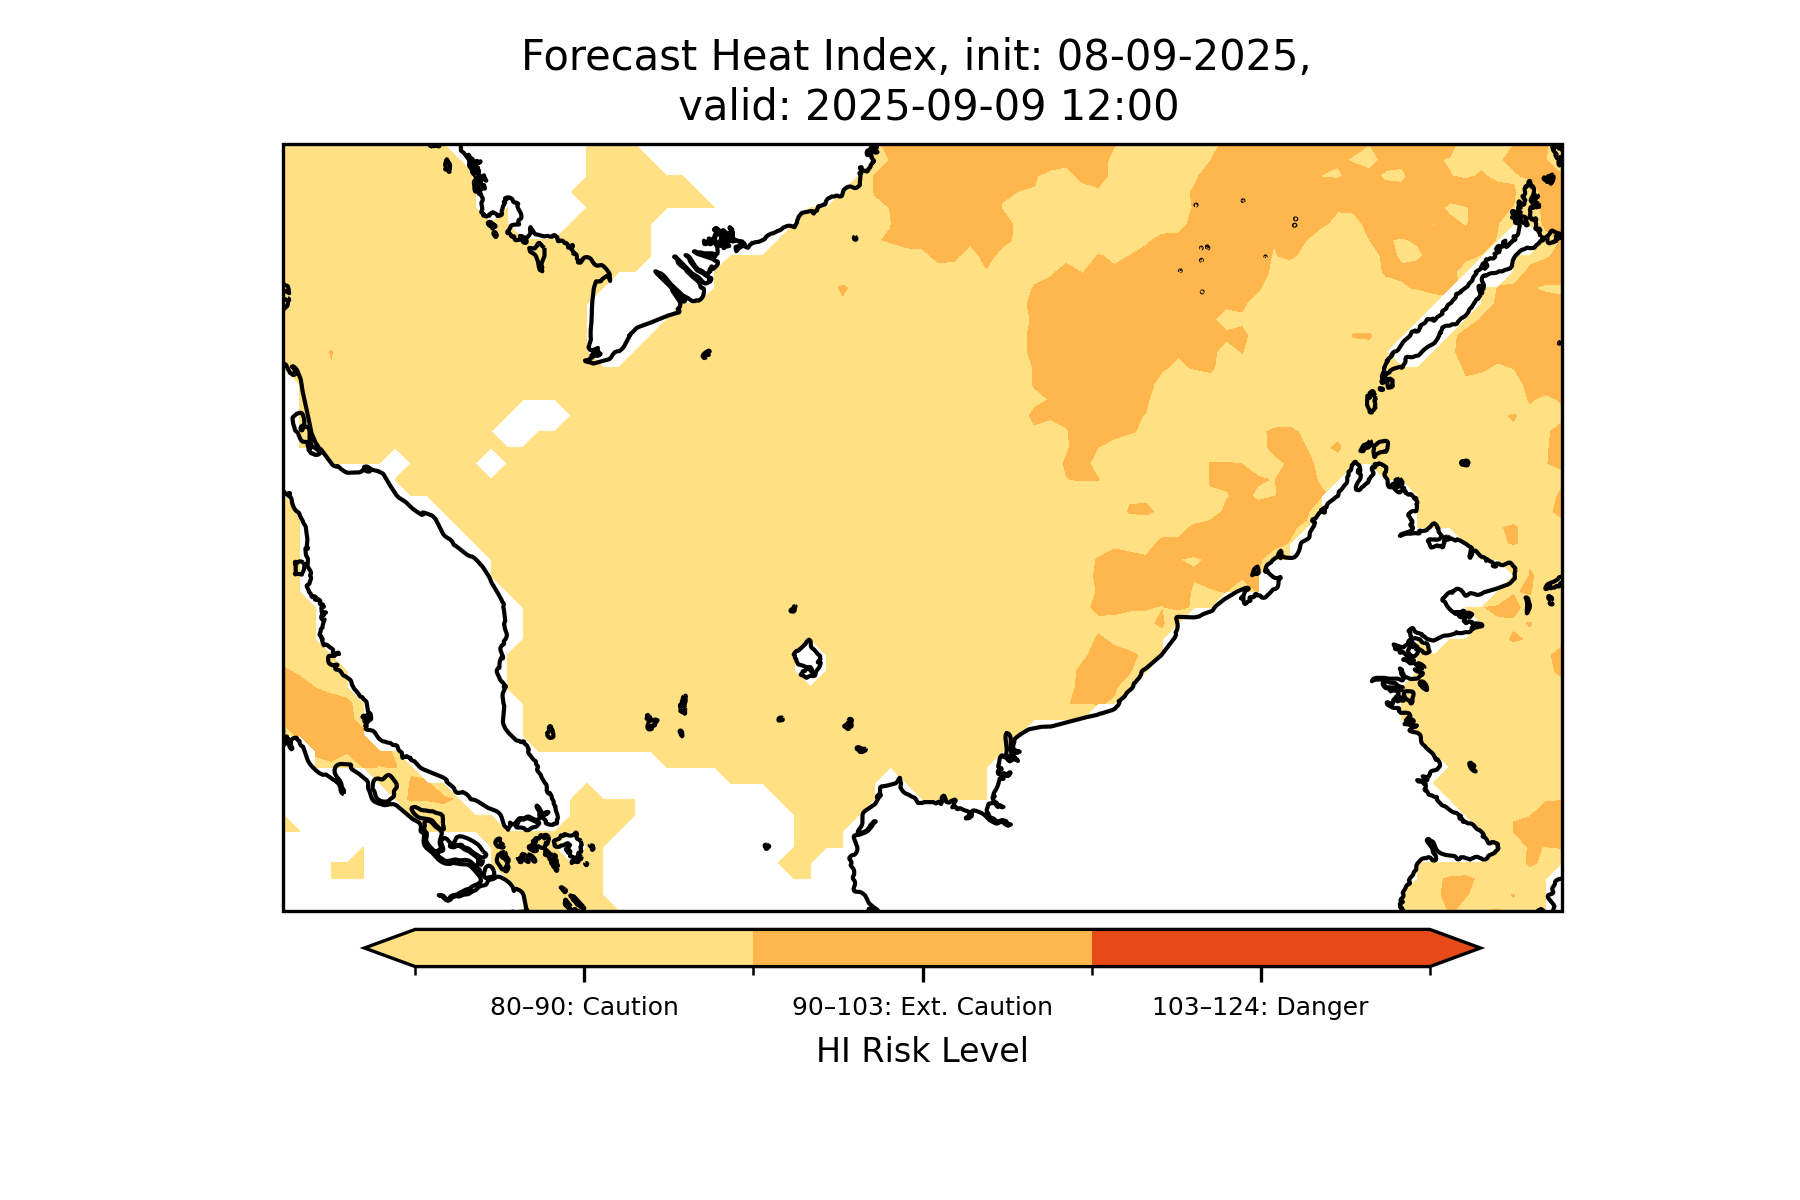 Forecast Heat Index, init: 08-09-2025,
valid: 2025-09-09 12:00
80–90: Caution
90–103: Ext. Caution
103–124: Danger
HI Risk Level